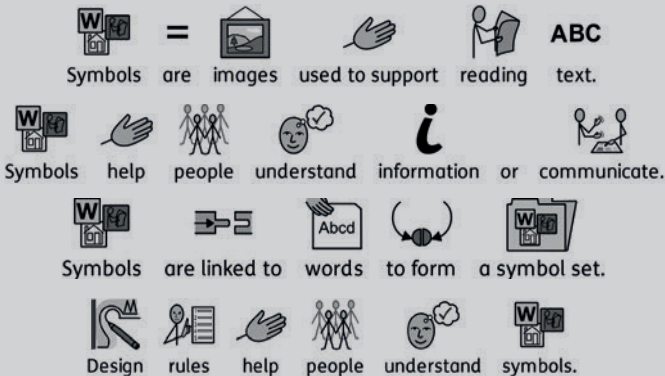 W = ABC
Symbols are images used to support reading text.
W i
Symbols help people understand information or communicate.
W Abcd W
Symbols are linked to words to form a symbol set.
W
Design rules help people understand symbols.